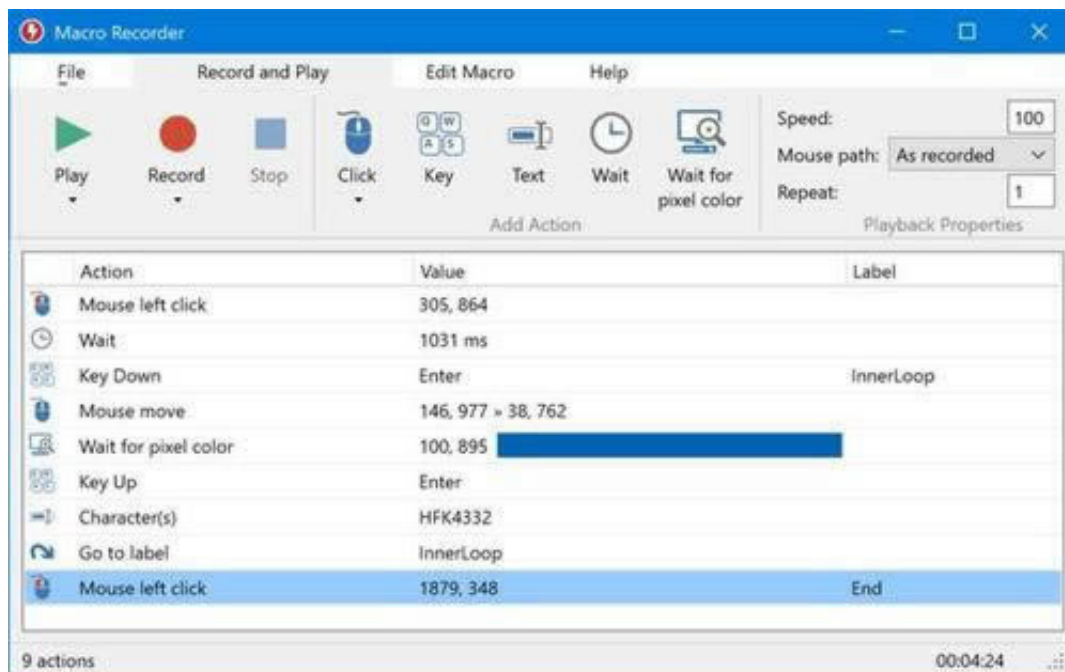 Macro Recorder
File Record and Play Edit Macro Help
Q W
A S
Speed: 100
Mouse path: As recorded
Play Record Stop Click Key Text Wait Wait for pixel color
Repeat: 1
Add Action Playback Properties
Action Value Label
Mouse left click 305, 864
Wait 1031 ms
Key Down Enter InnerLoop
Mouse move 146, 977 » 38, 762
Wait for pixel color 100, 895
Key Up Enter
Character(s) HFK4332
Go to label InnerLoop
Mouse left click 1879, 348 End
9 actions 00:04:24